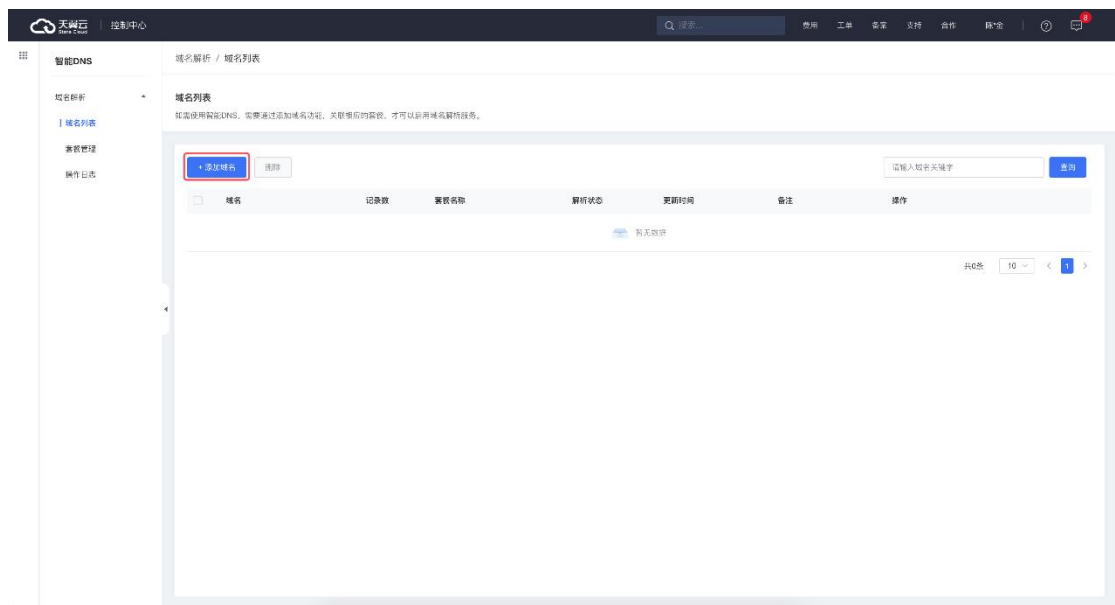 天翼云 控制中心 搜索... 费用 工单 备案 支持 合作 陈*金 8
State Cloud
智能DNS
域名解析 / 域名列表
域名解析
域名列表
套餐管理
操作日志
域名列表
如需使用智能DNS，需要通过添加域名功能，关联相应的套餐，才可以启用域名解析服务。
+ 添加域名 删除 请输入域名关键字 查询
域名 记录数 套餐名称 解析状态 更新时间 备注 操作
暂无数据
共0条 10 1